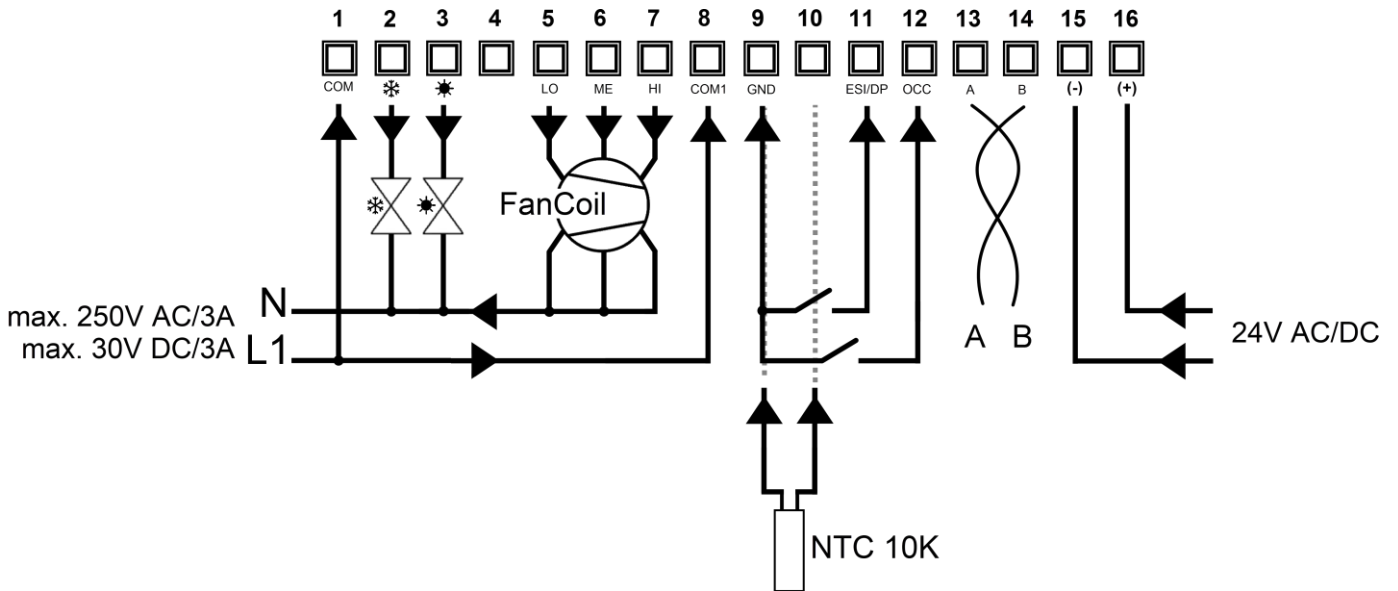 1 2 3 4 5 6 7 8 9 10 11 12 13 14 15 16
COM LO ME HI COM1 GND ESI/DP OCC A B (-) (+)
FanCoil
max. 250V AC/3A N
max. 30V DC/3A L1
A B
24V AC/DC
NTC 10K